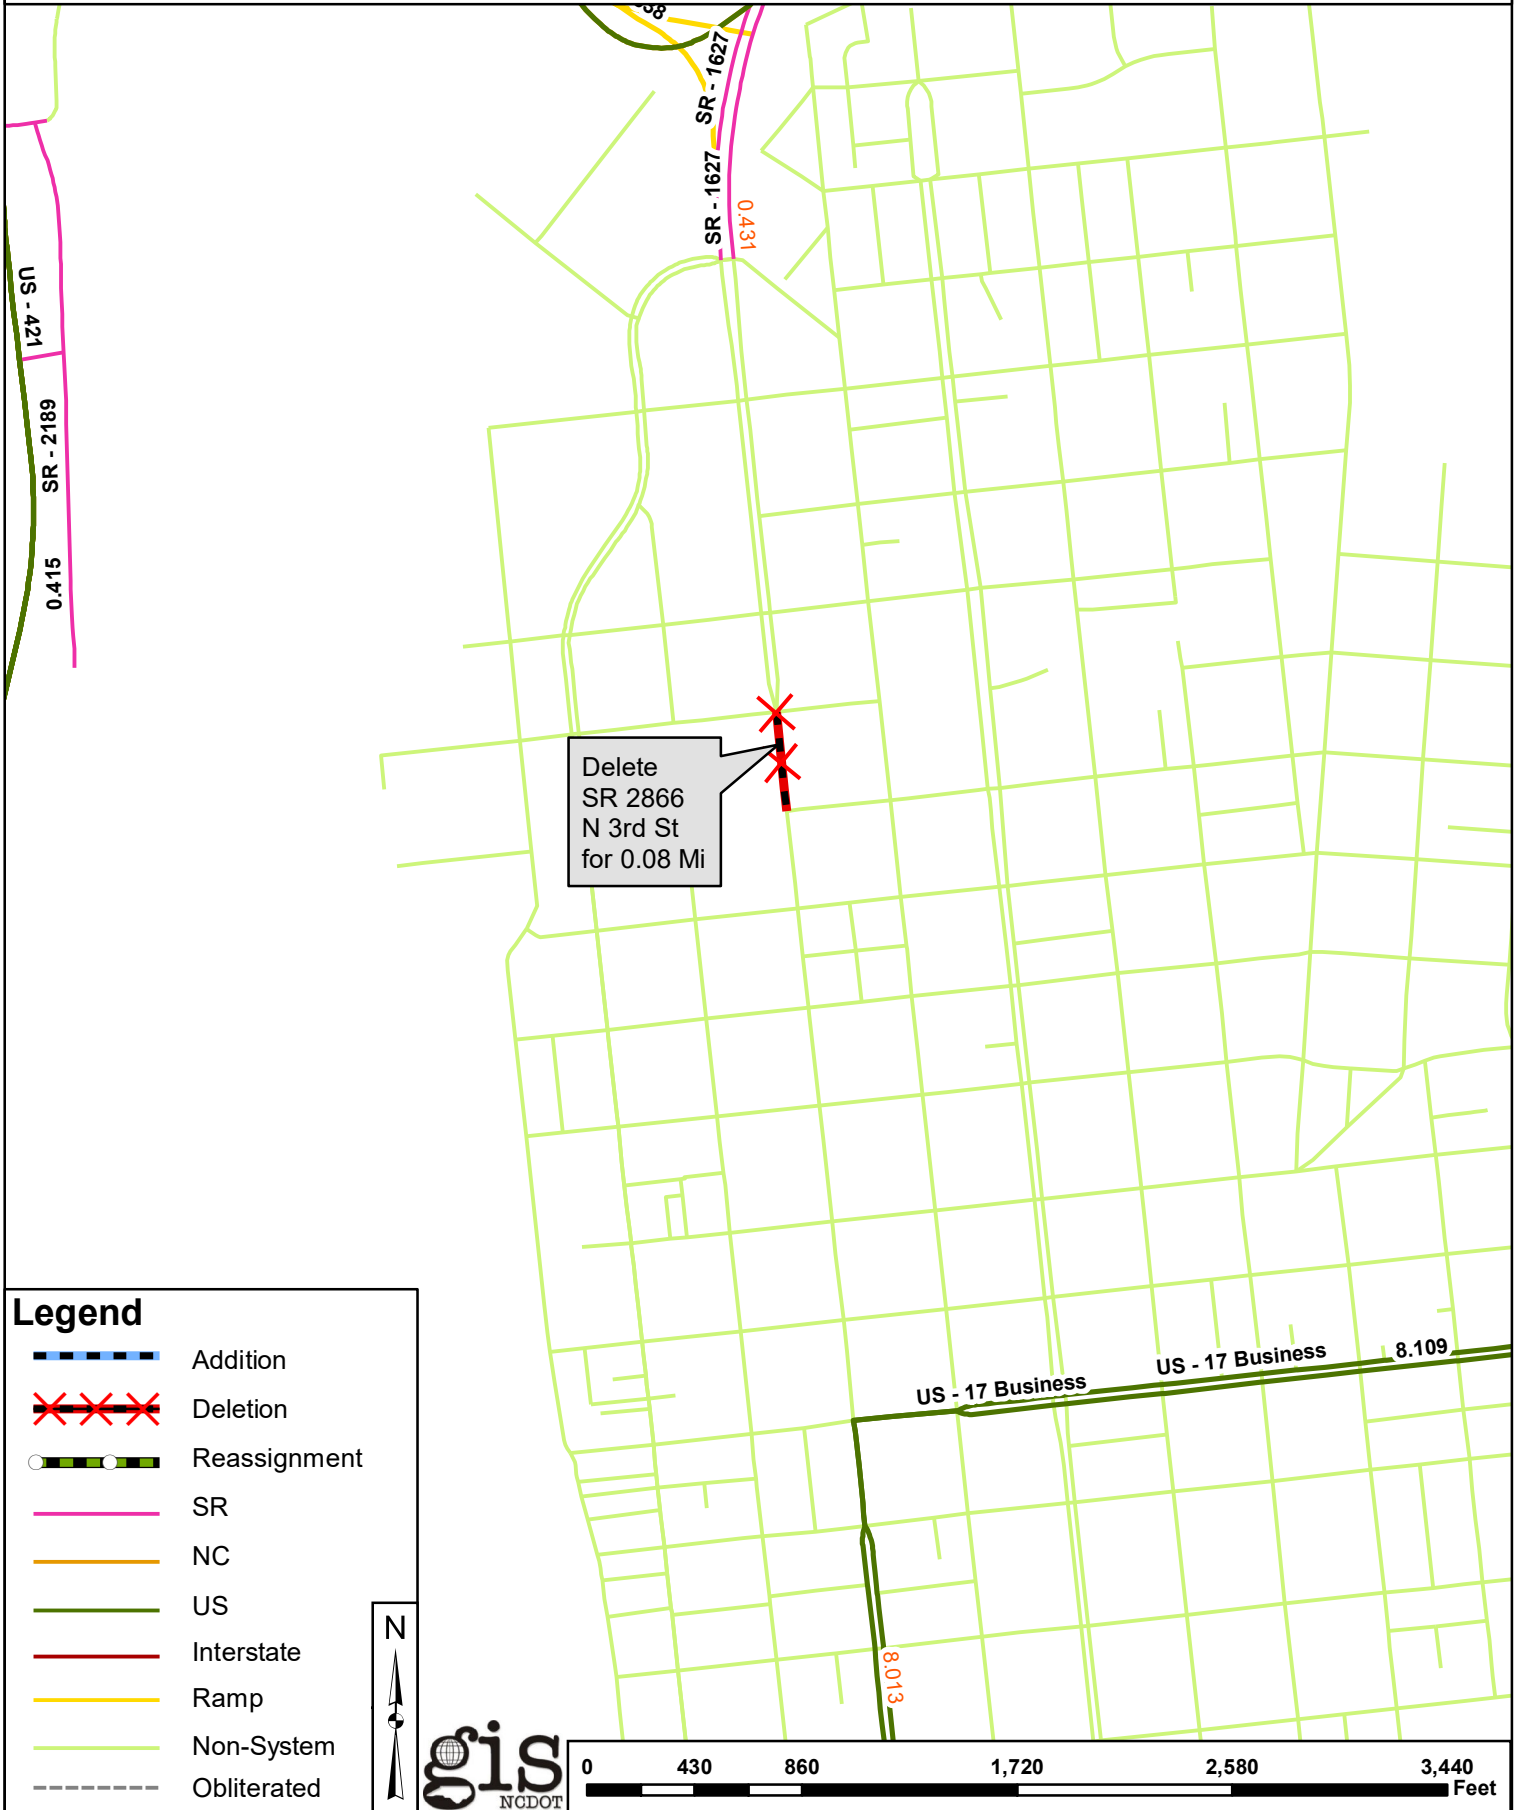 38
SR - 1627
SR - 1627
0.431
US - 421
SR - 2189
0.415
Delete
SR 2866
N 3rd St
for 0.08 Mi
US - 17 Business
US - 17 Business
8.109
8.013
Legend
Addition
Deletion
Reassignment
SR
NC
US
Interstate
Ramp
Non-System
Obliterated
N
gis
NCDOT
0 430 860 1,720 2,580 3,440
Feet